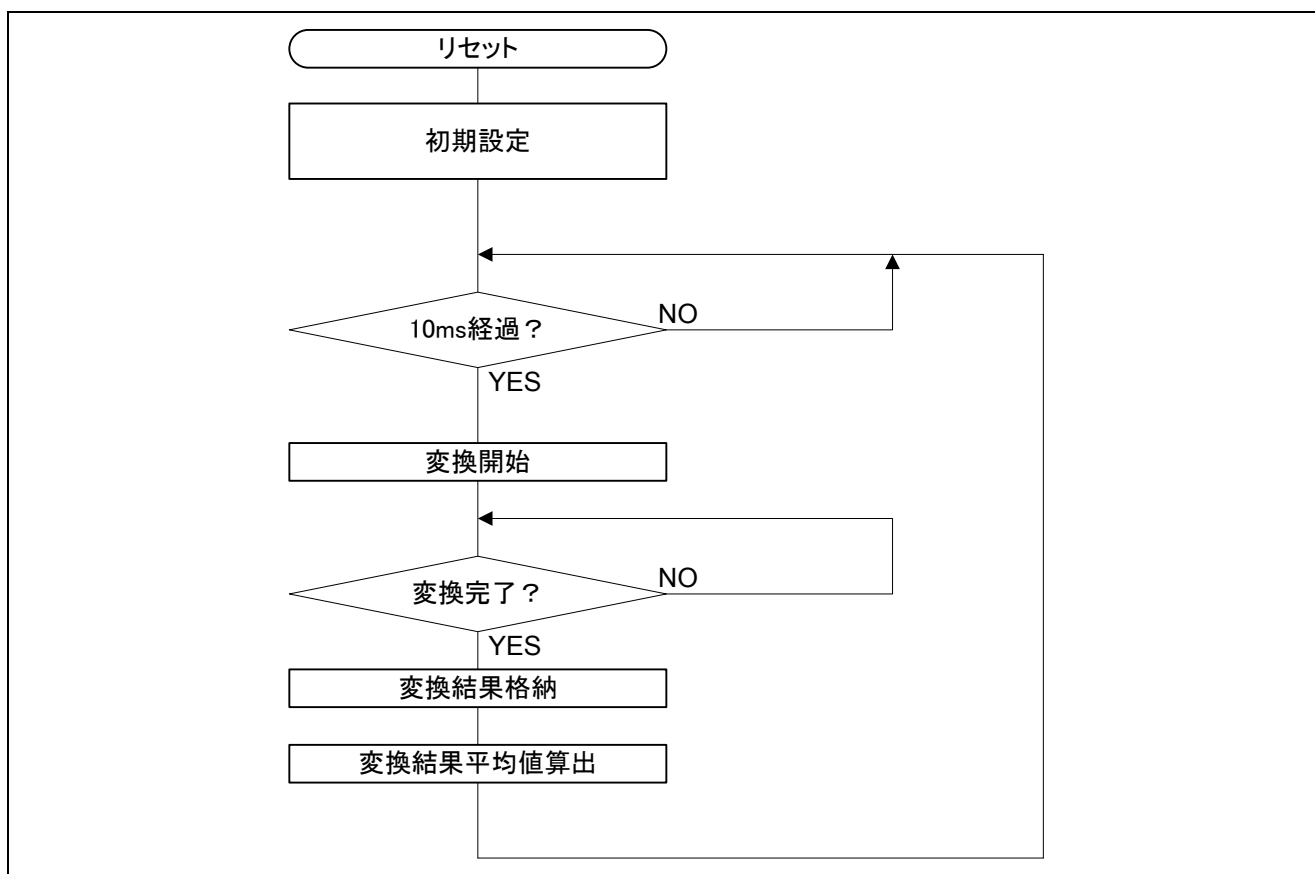 リセット
初期設定
10ms経過？
NO
YES
変換開始
変換完了？
NO
YES
変換結果格納
変換結果平均値算出